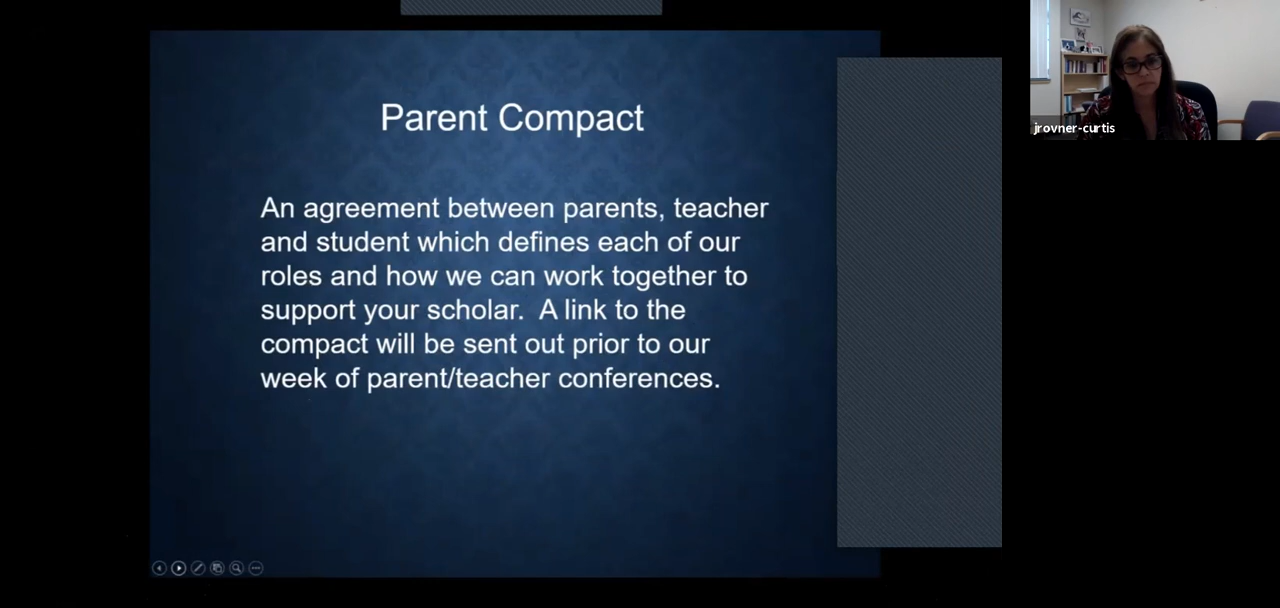 Parent Compact
An agreement between parents, teacher
and student which defines each of our
roles and how we can work together to
support your scholar.  A link to the
compact will be sent out prior to our
week of parent/teacher conferences.
jrovner-curtis